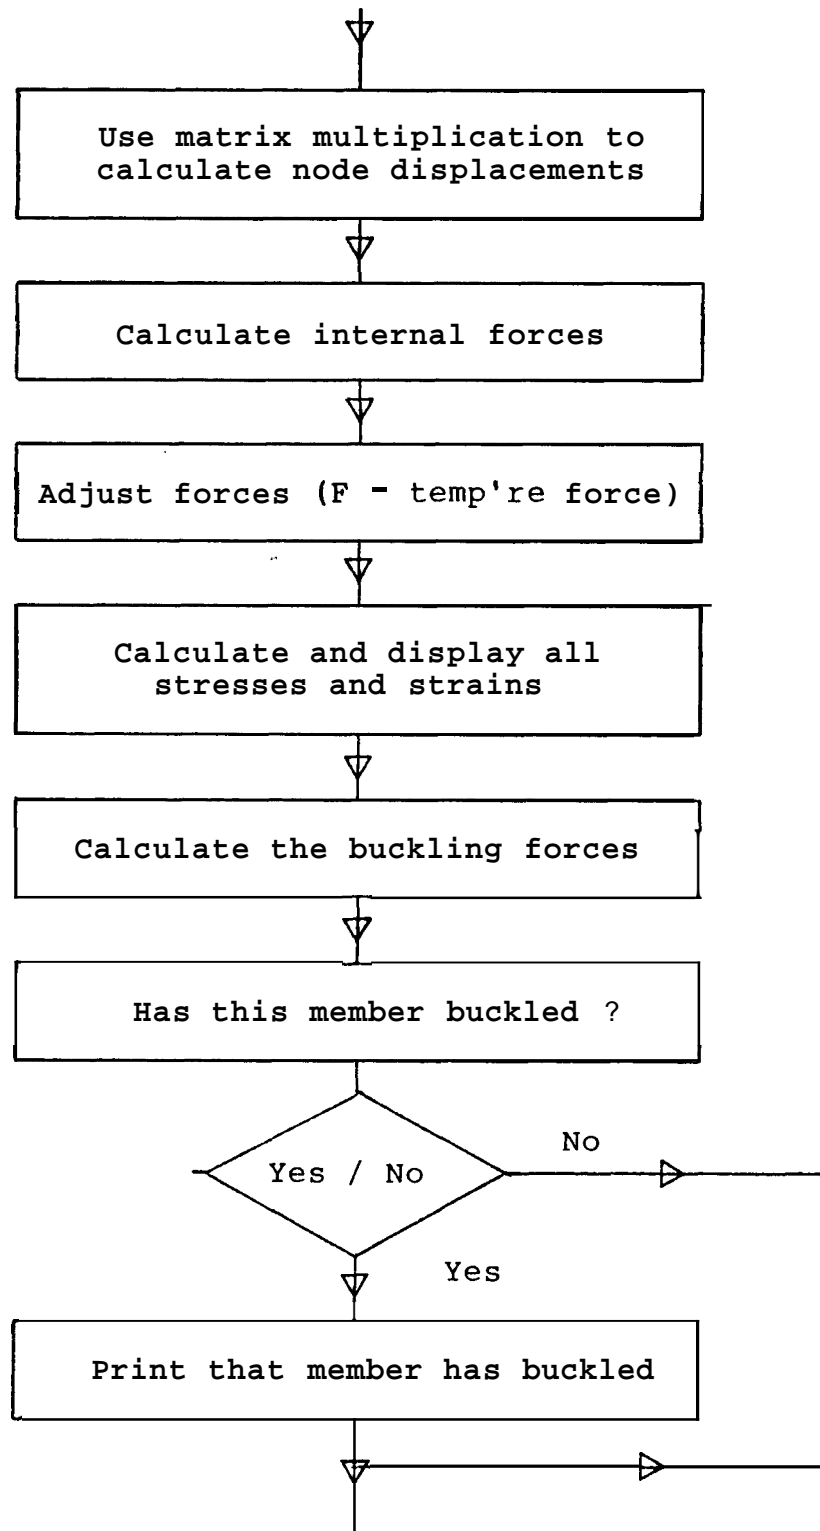 Use matrix multiplication to
calculate node displacements
Calculate internal forces
Adjust forces (F - temp're force)
Calculate and display all
stresses and strains
Calculate the buckling forces
Has this member buckled ?
No
Yes / No
Yes
Print that member has buckled